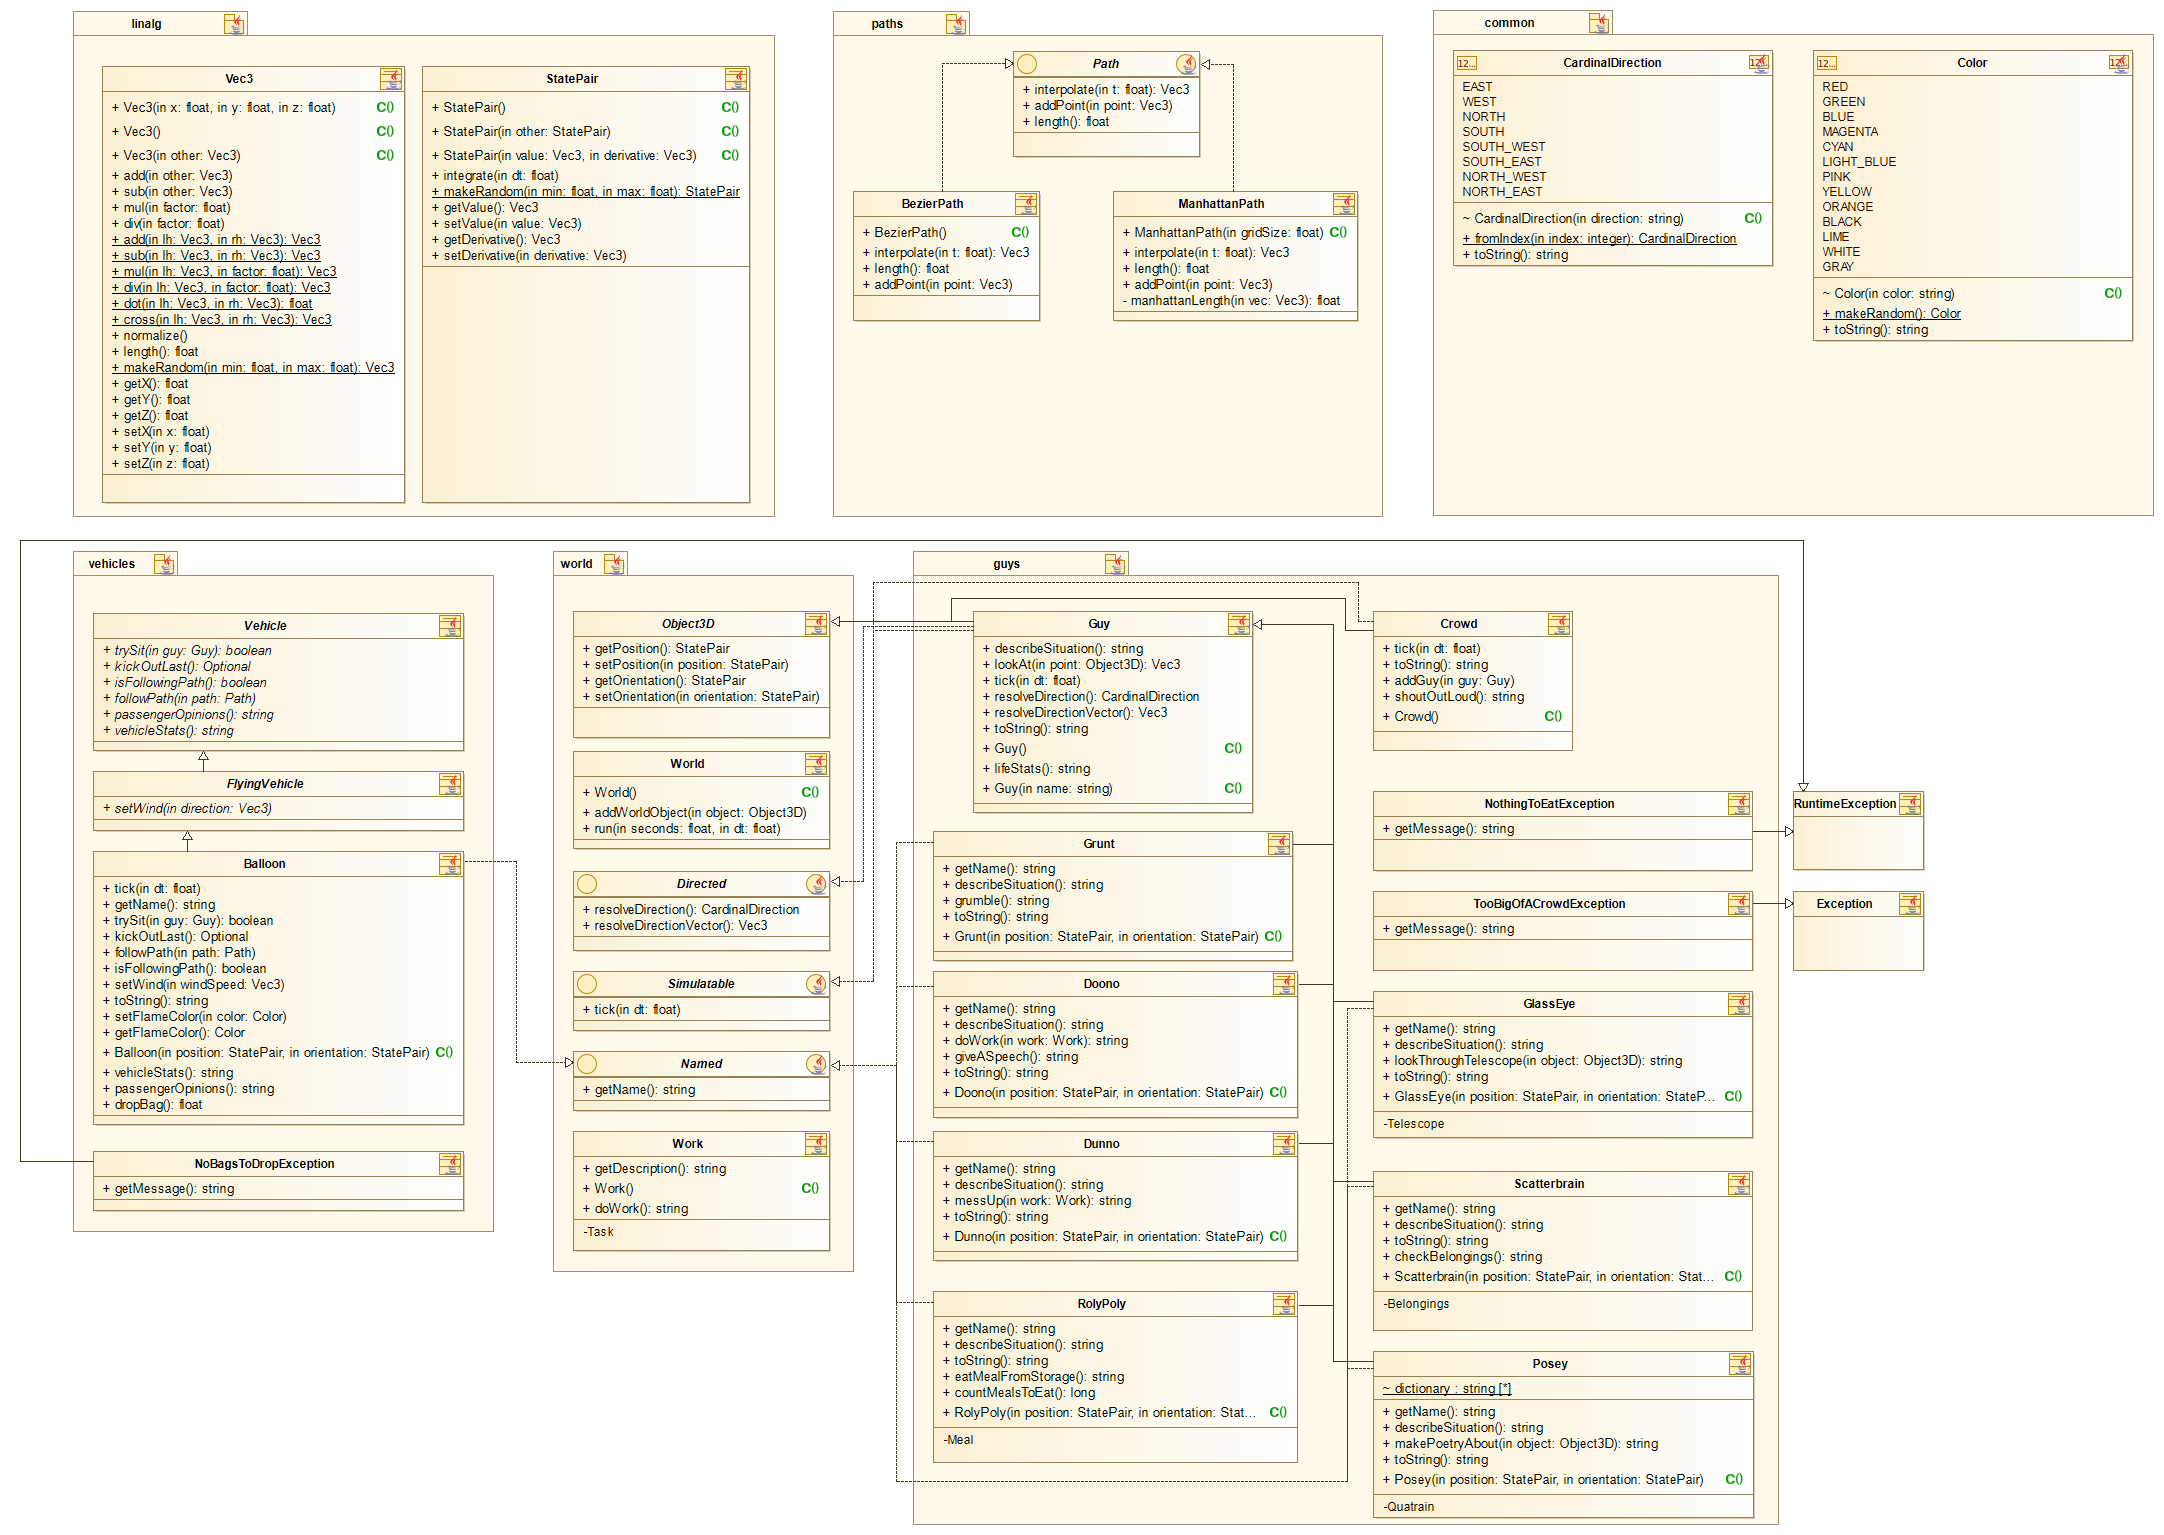 linalg
Vec3
+ Vec3(in x: float, in y: float, in z: float) C()
+ Vec3() C()
+ Vec3(in other: Vec3) C()
+ add(in other: Vec3)
+ sub(in other: Vec3)
+ mul(in factor: float)
+ div(in factor: float)
+ add(in lh: Vec3, in rh: Vec3): Vec3
+ sub(in lh: Vec3, in rh: Vec3): Vec3
+ mul(in lh: Vec3, in factor: float): Vec3
+ div(in lh: Vec3, in factor: float): Vec3
+ dot(in lh: Vec3, in rh: Vec3): float
+ cross(in lh: Vec3, in rh: Vec3): Vec3
+ normalize()
+ length(): float
+ makeRandom(in min: float, in max: float): Vec3
+ getX(): float
+ getY(): float
+ getZ(): float
+ setX(in x: float)
+ setY(in y: float)
+ setZ(in z: float)
StatePair
+ StatePair() C()
+ StatePair(in other: StatePair) C()
+ StatePair(in value: Vec3, in derivative: Vec3) C()
+ integrate(in dt: float)
+ makeRandom(in min: float, in max: float): StatePair
+ getValue(): Vec3
+ setValue(in value: Vec3)
+ getDerivative(): Vec3
+ setDerivative(in derivative: Vec3)
paths
Path
+ interpolate(in t: float): Vec3
+ addPoint(in point: Vec3)
+ length(): float
BezierPath
+ BezierPath() C()
+ interpolate(in t: float): Vec3
+ length(): float
+ addPoint(in point: Vec3)
ManhattanPath
+ ManhattanPath(in gridSize: float) C()
+ interpolate(in t: float): Vec3
+ length(): float
+ addPoint(in point: Vec3)
- manhattanLength(in vec: Vec3): float
common
12... CardinalDirection 12...
EAST
WEST
NORTH
SOUTH
SOUTH_WEST
SOUTH_EAST
NORTH_WEST
NORTH_EAST
~ CardinalDirection(in direction: string) C()
+ fromIndex(in index: integer): CardinalDirection
+ toString(): string
12... Color 12...
RED
GREEN
BLUE
MAGENTA
CYAN
LIGHT_BLUE
PINK
YELLOW
ORANGE
BLACK
LIME
WHITE
GRAY
~ Color(in color: string) C()
+ makeRandom(): Color
+ toString(): string
vehicles
Vehicle
+ trySit(in guy: Guy): boolean
+ kickOutLast(): Optional
+ isFollowingPath(): boolean
+ followPath(in path: Path)
+ passengerOpinions(): string
+ vehicleStats(): string
FlyingVehicle
+ setWind(in direction: Vec3)
Balloon
+ tick(in dt: float)
+ getName(): string
+ trySit(in guy: Guy): boolean
+ kickOutLast(): Optional
+ followPath(in path: Path)
+ isFollowingPath(): boolean
+ setWind(in windSpeed: Vec3)
+ toString(): string
+ setFlameColor(in color: Color)
+ getFlameColor(): Color
+ Balloon(in position: StatePair, in orientation: StatePair) C()
+ vehicleStats(): string
+ passengerOpinions(): string
+ dropBag(): float
NoBagsToDropException
+ getMessage(): string
world
Object3D
+ getPosition(): StatePair
+ setPosition(in position: StatePair)
+ getOrientation(): StatePair
+ setOrientation(in orientation: StatePair)
World
+ World() C()
+ addWorldObject(in object: Object3D)
+ run(in seconds: float, in dt: float)
Directed
+ resolveDirection(): CardinalDirection
+ resolveDirectionVector(): Vec3
Simulatable
+ tick(in dt: float)
Named
+ getName(): string
Work
+ getDescription(): string
+ Work() C()
+ doWork(): string
-Task
guys
Guy
+ describeSituation(): string
+ lookAt(in point: Object3D): Vec3
+ tick(in dt: float)
+ resolveDirection(): CardinalDirection
+ resolveDirectionVector(): Vec3
+ toString(): string
+ Guy() C()
+ lifeStats(): string
+ Guy(in name: string) C()
Grunt
+ getName(): string
+ describeSituation(): string
+ grumble(): string
+ toString(): string
+ Grunt(in position: StatePair, in orientation: StatePair) C()
Doono
+ getName(): string
+ describeSituation(): string
+ doWork(in work: Work): string
+ giveASpeech(): string
+ toString(): string
+ Doono(in position: StatePair, in orientation: StatePair) C()
Dunno
+ getName(): string
+ describeSituation(): string
+ messUp(in work: Work): string
+ toString(): string
+ Dunno(in position: StatePair, in orientation: StatePair) C()
RolyPoly
+ getName(): string
+ describeSituation(): string
+ toString(): string
+ eatMealFromStorage(): string
+ countMealsToEat(): long
+ RolyPoly(in position: StatePair, in orientation: Stat... C()
-Meal
Crowd
+ tick(in dt: float)
+ toString(): string
+ addGuy(in guy: Guy)
+ shoutOutLoud(): string
+ Crowd() C()
NothingToEatException
+ getMessage(): string
TooBigOfACrowdException
+ getMessage(): string
GlassEye
+ getName(): string
+ describeSituation(): string
+ lookThroughTelescope(in object: Object3D): string
+ toString(): string
+ GlassEye(in position: StatePair, in orientation: StateP... C()
-Telescope
Scatterbrain
+ getName(): string
+ describeSituation(): string
+ toString(): string
+ checkBelongings(): string
+ Scatterbrain(in position: StatePair, in orientation: Stat... C()
-Belongings
Posey
~ dictionary : string [*]
+ getName(): string
+ describeSituation(): string
+ makePoetryAbout(in object: Object3D): string
+ toString(): string
+ Posey(in position: StatePair, in orientation: StatePair) C()
-Quatrain
RuntimeException
Exception